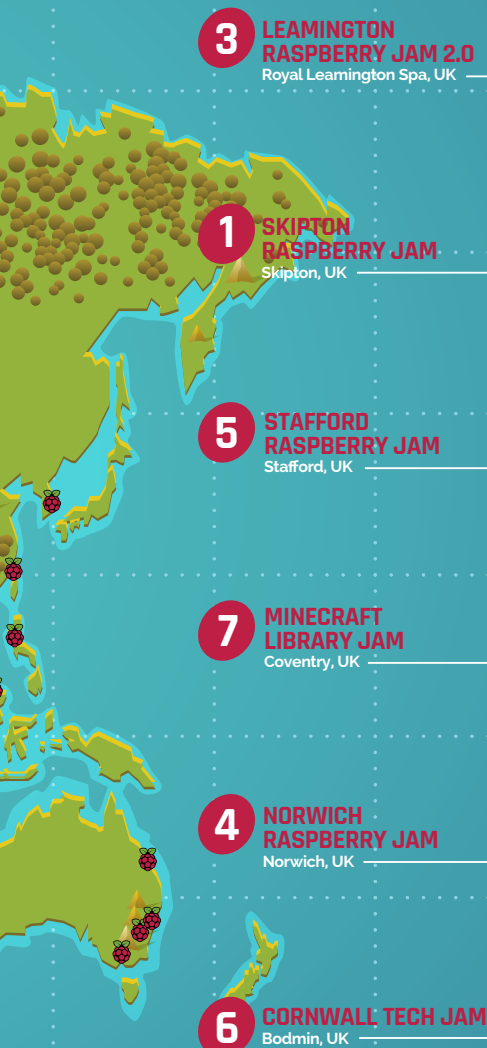 3
LEAMINGTON
RASPBERRY JAM 2.0
Royal Leamington Spa, UK
1
SKIPTON
RASPBERRY JAM
Skipton, UK
5
STAFFORD
RASPBERRY JAM
Stafford, UK
7
MINECRAFT
LIBRARY JAM
Coventry, UK
4
NORWICH
RASPBERRY JAM
Norwich, UK
6
CORNWALL TECH JAM
Bodmin, UK